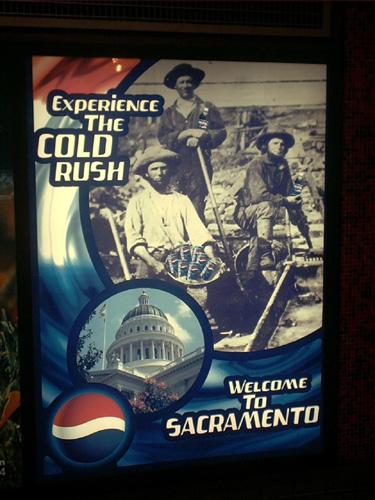 EXPERIENCE
THE
COLD
RUSH
WELCOME
TO
SACRAMENTO